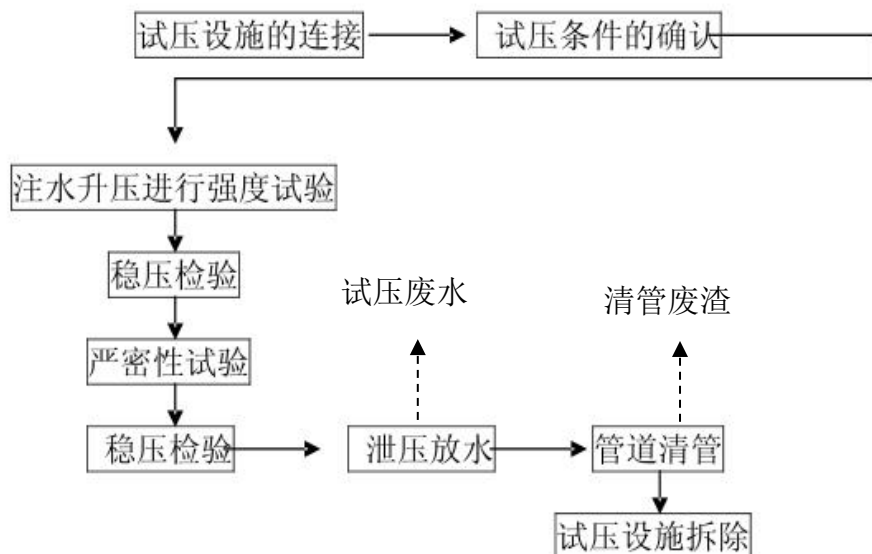 试压设施的连接
试压条件的确认
注水升压进行强度试验
稳压检验
试压废水
清管废渣
严密性试验
稳压检验
泄压放水
管道清管
试压设施拆除